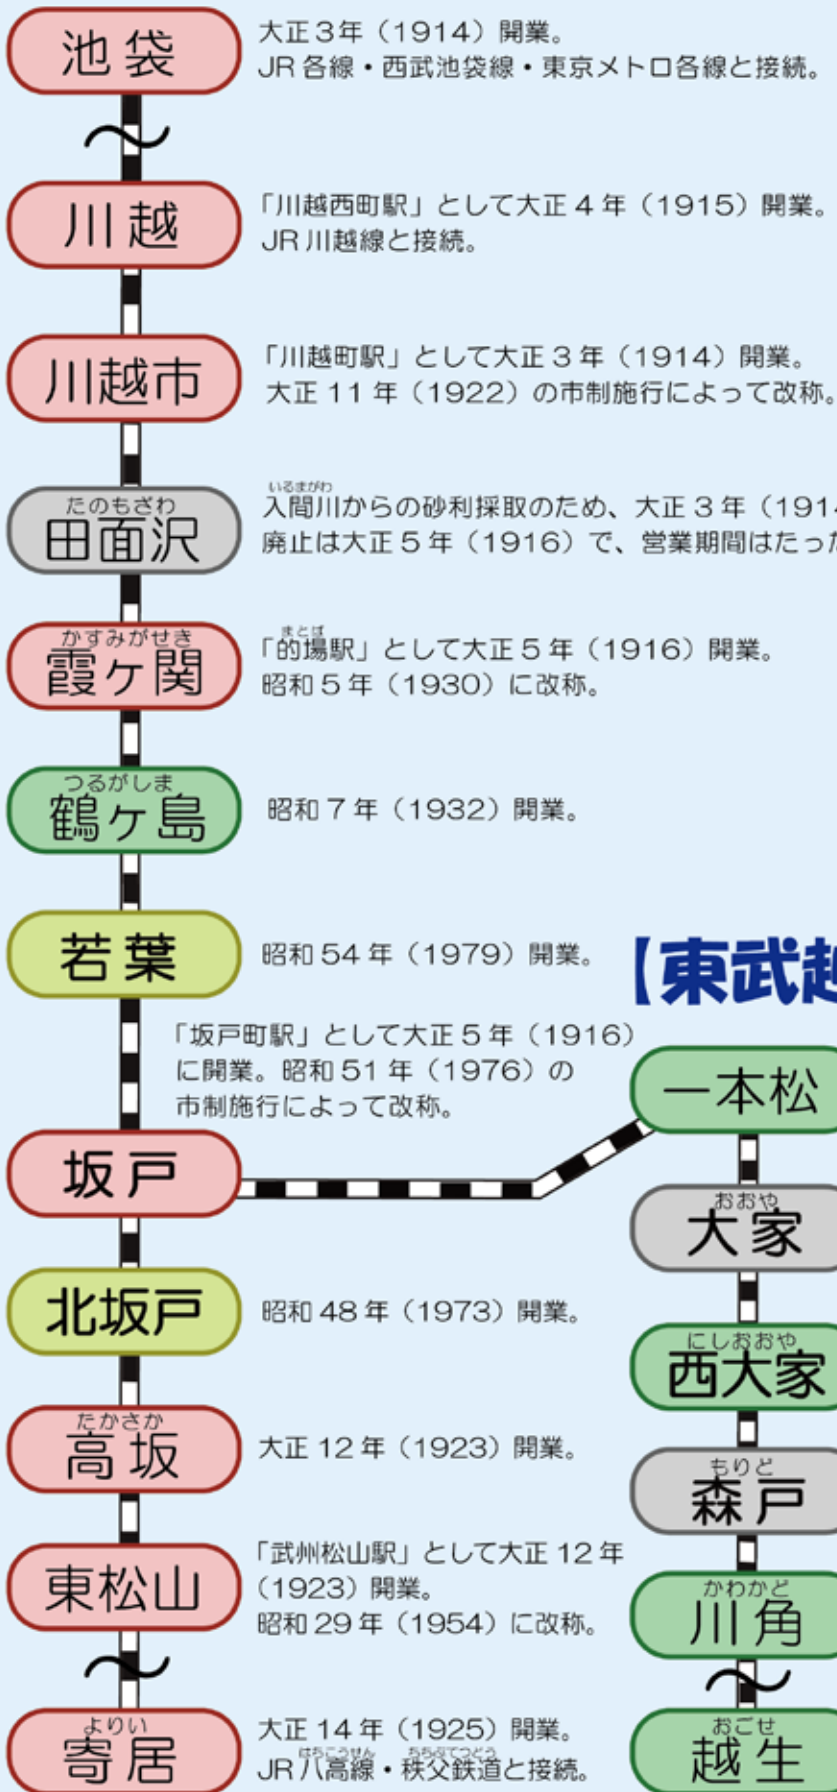 池袋
大正3年（1914）開業。
JR各線・西武池袋線・東京メトロ各線と接続。
川越
「川越西町駅」として大正4年（1915）開業。
JR川越線と接続。
川越市
「川越町駅」として大正3年（1914）開業。
大正11年（1922）の市制施行によって改称。
たのもざわ
田面沢
いるまがわ
入間川からの砂利採取のため、大正3年（191
廃止は大正5年（1916）で、営業期間はたった
かすみがせき
霞ヶ関
まとば
「的場駅」として大正5年（1916）開業。
昭和5年（1930）に改称。
つるがしま
鶴ヶ島
昭和7年（1932）開業。
若葉
昭和54年（1979）開業。
【東武越
「坂戸町駅」として大正5年（1916）
に開業。昭和51年（1976）の
市制施行によって改称。
坂戸
一本松
おおや
大家
北坂戸
昭和48年（1973）開業。
にしおおや
西大家
たかさか
高坂
大正12年（1923）開業。
もりど
森戸
東松山
「武州松山駅」として大正12年
（1923）開業。
昭和29年（1954）に改称。
かわかど
川角
よりい
寄居
大正14年（1925）開業。
はちこうせん ちちぶてつどう
JR八高線・秩父鉄道と接続。
おごせ
越生